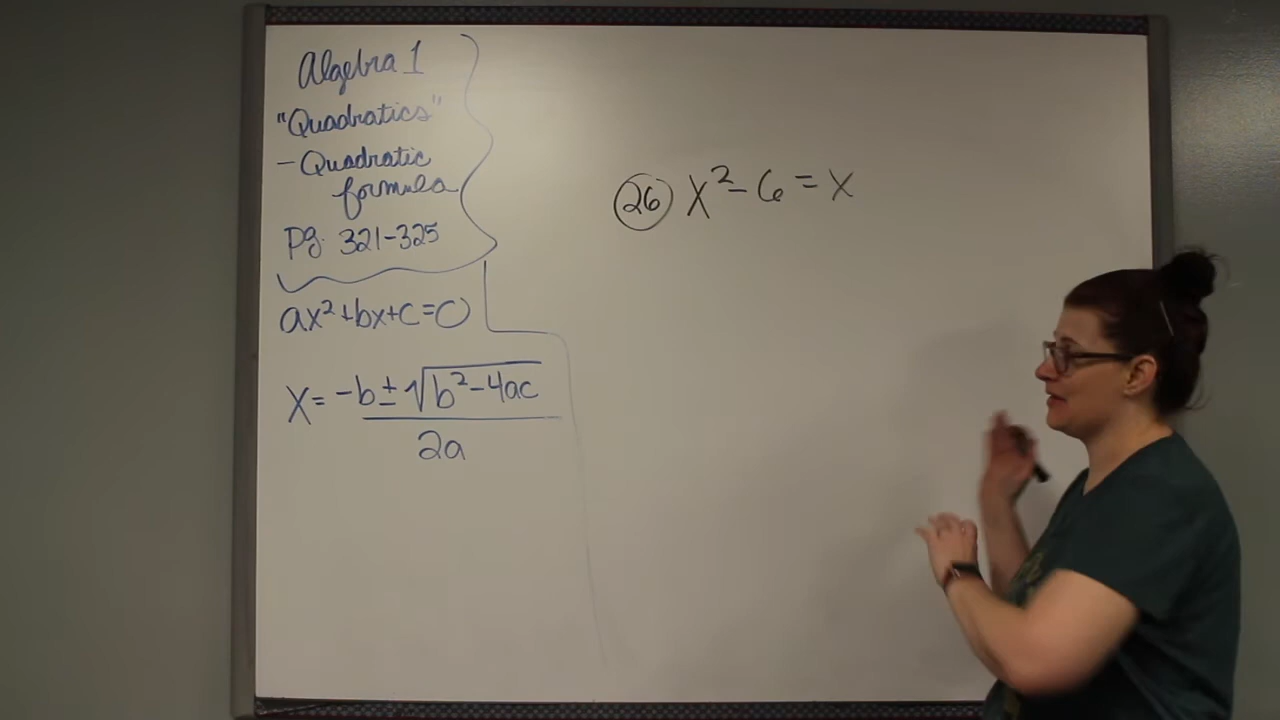 Algebra 1
"Quadratics"
- Quadratic
formula
Pg. 321-325
ax²+bx+c=0
x= -b±√b²-4ac
2a
26 x²-6=x